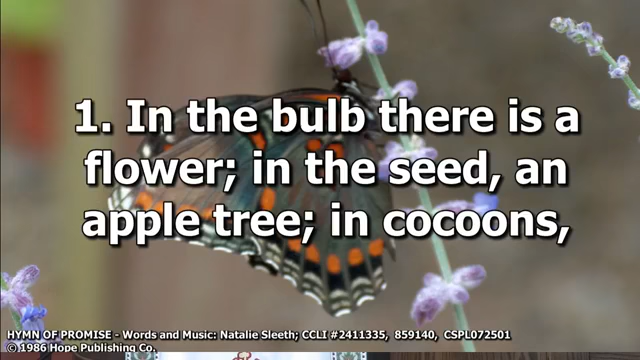 1. In the bulb there is a
flower; in the seed, an
apple tree; in cocoons,
HYMN OF PROMISE - Words and Music: Natalie Sleeth; CCLI #2411335, 859140, CSPL072501
© 1986 Hope Publishing Co.